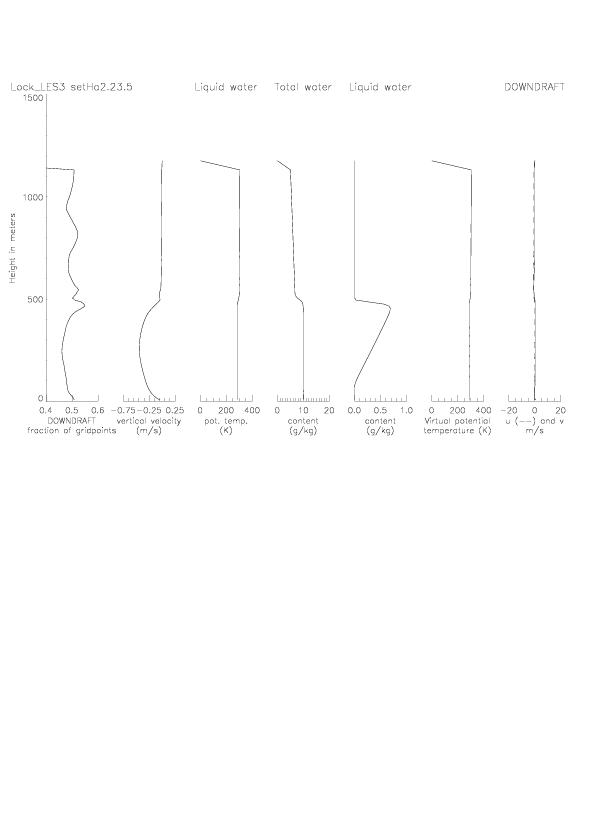 Lock_LES3 setHa2.23.5 Liquid water Total water Liquid water DOWNDRAFT
1500
1000
500
0
Height in meters
0.4 0.5 0.6 -0.75 -0.25 0.25 0 200 400 0 10 20 0.0 0.5 1.0 0 200 400 -20 0 20
DOWNDRAFT vertical velocity pot. temp. content content Virtual potential u (--) and v
fraction of gridpoints (m/s) (K) (g/kg) (g/kg) temperature (K) m/s